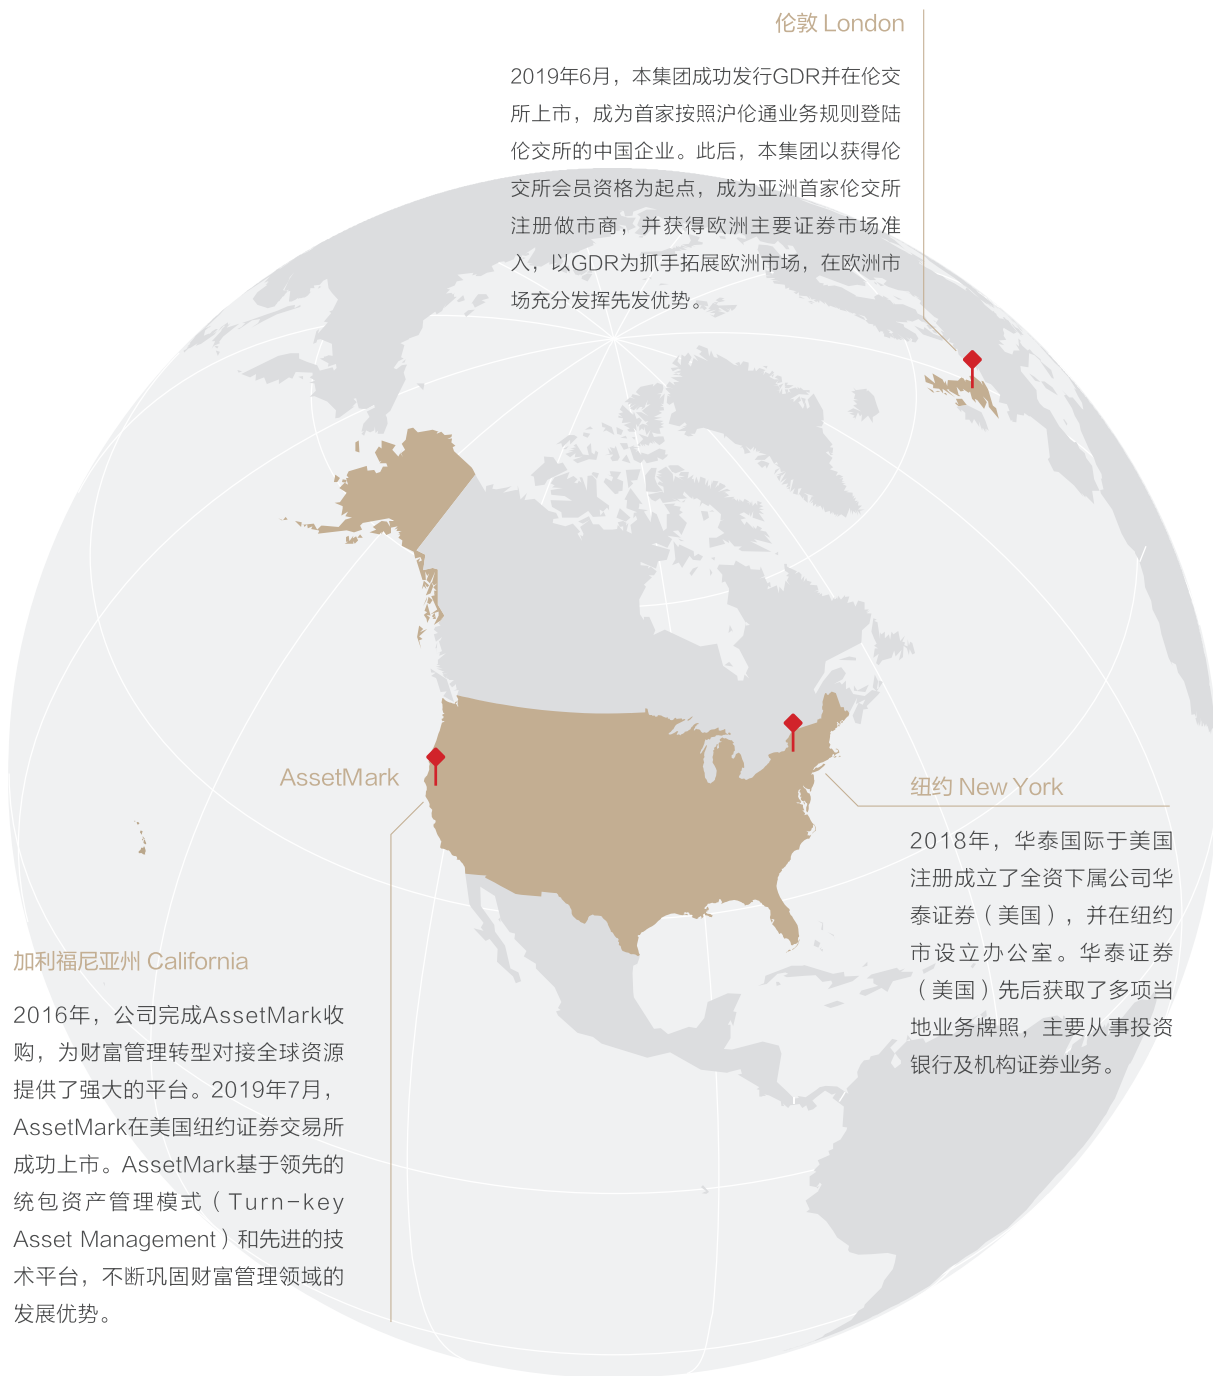 伦敦 London
2019年6月，本集团成功发行GDR并在伦交
所上市，成为首家按照沪伦通业务规则登陆
伦交所的中国企业。此后，本集团以获得伦
交所会员资格为起点，成为亚洲首家伦交所
注册做市商，并获得欧洲主要证券市场准
入，以GDR为抓手拓展欧洲市场，在欧洲市
场充分发挥先发优势。
AssetMark
纽约 New York
2018年，华泰国际于美国
注册成立了全资下属公司华
泰证券（美国），并在纽约
市设立办公室。华泰证券
（美国）先后获取了多项当
地业务牌照，主要从事投资
银行及机构证券业务。
加利福尼亚州 California
2016年，公司完成AssetMark收
购，为财富管理转型对接全球资源
提供了强大的平台。2019年7月，
AssetMark在美国纽约证券交易所
成功上市。AssetMark基于领先的
统包资产管理模式（Turn-key
Asset Management）和先进的技
术平台，不断巩固财富管理领域的
发展优势。